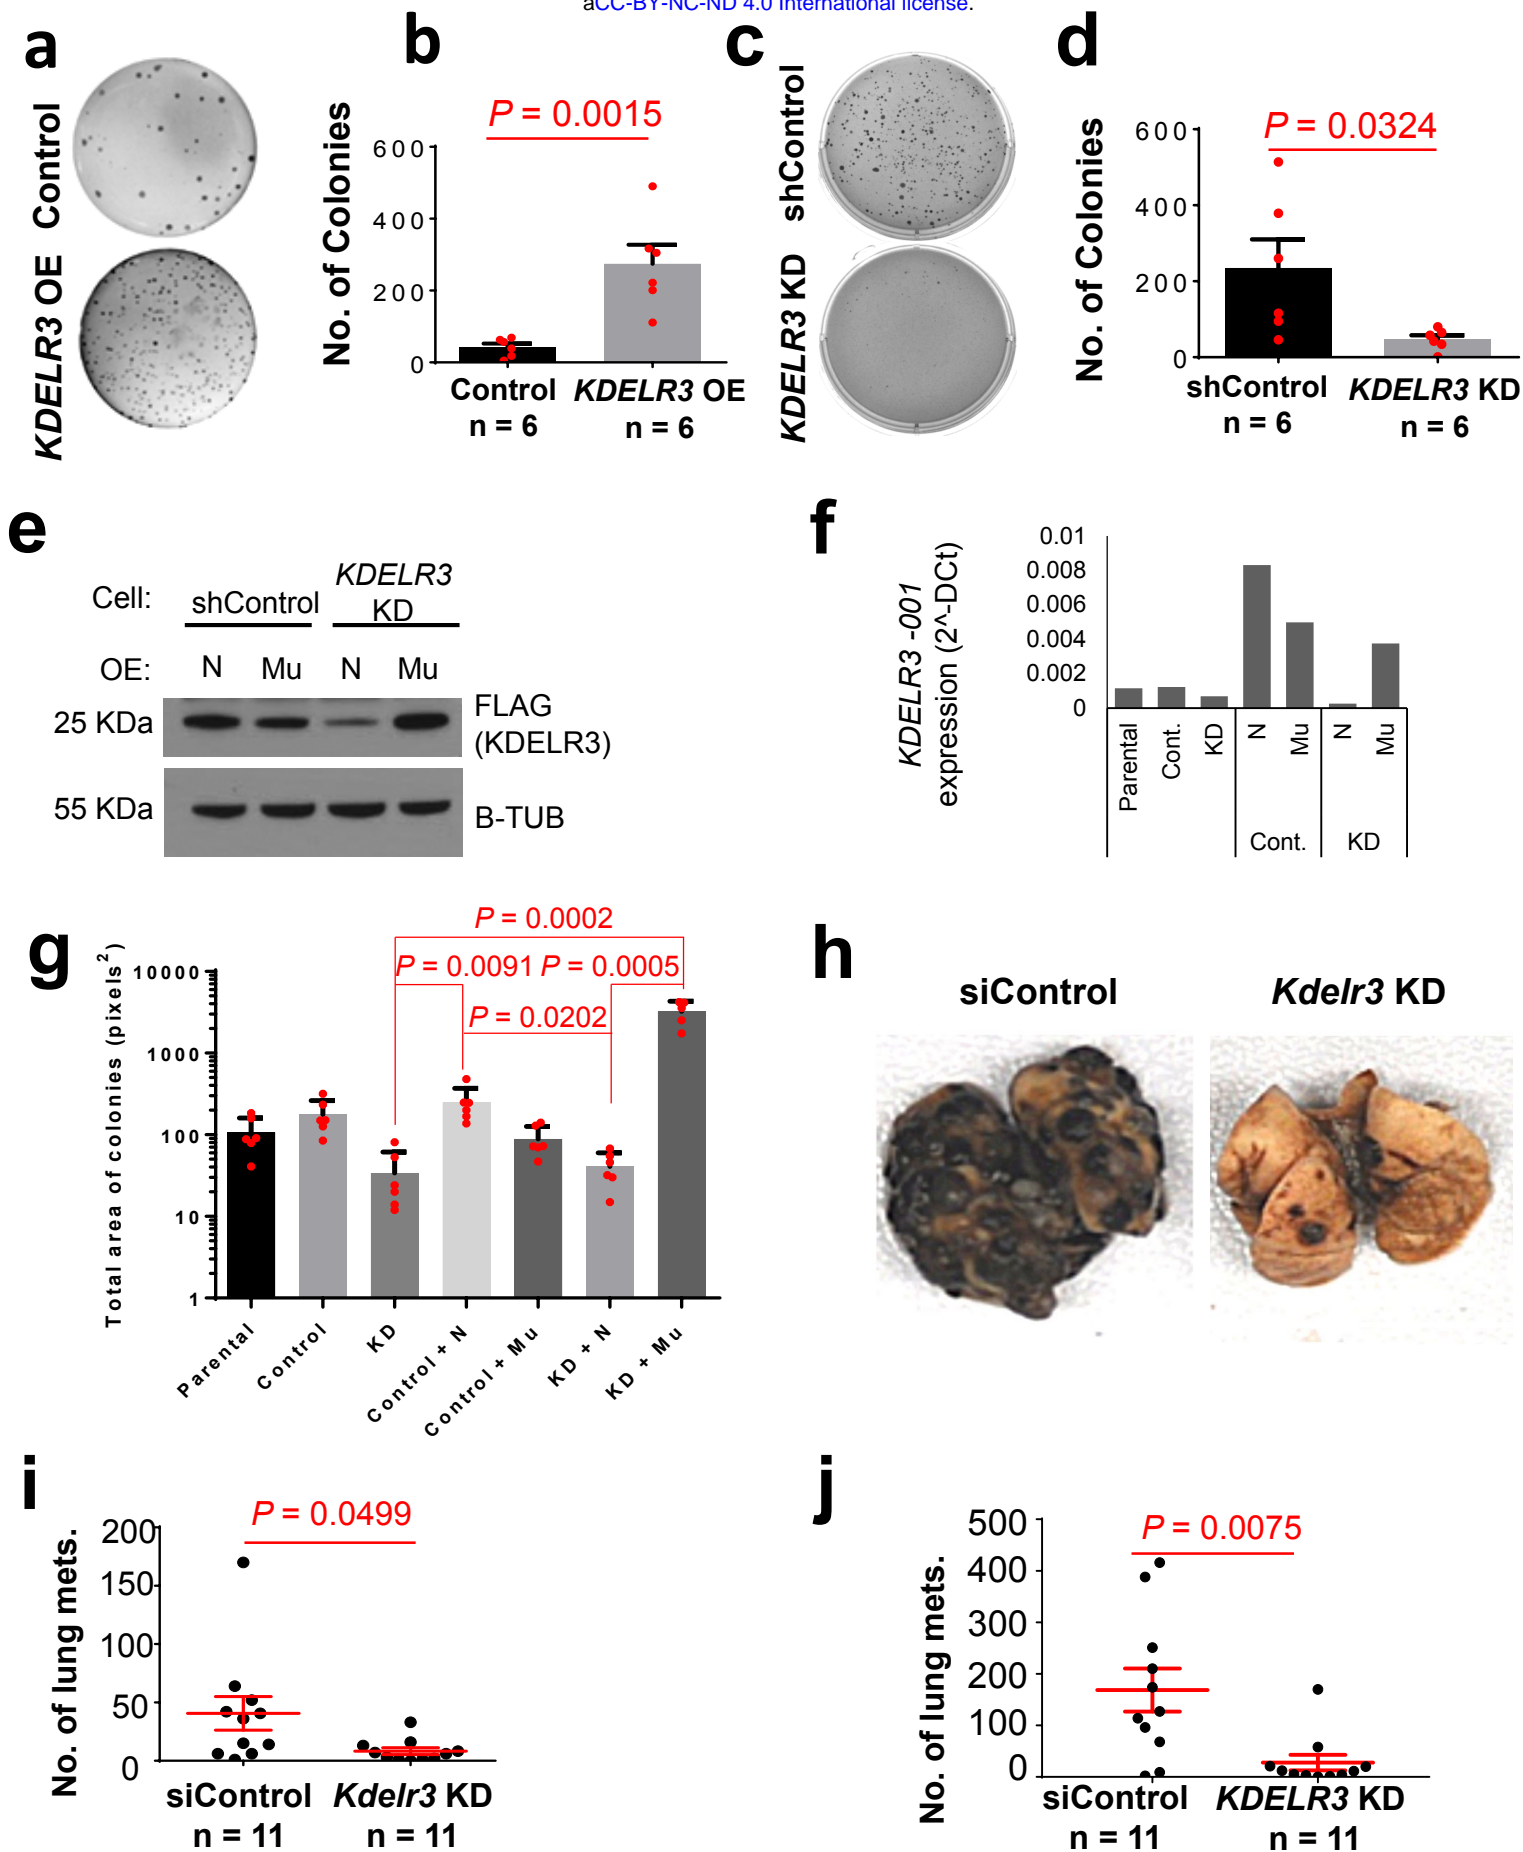 aCC-BY-NC-ND 4.0 International license.
a
Control
KDELR3 OE
b
P = 0.0015
No. of Colonies
600
400
200
0
Control
KDELR3 OE
n = 6
n = 6
c
shControl
KDELR3 KD
d
P = 0.0324
No. of Colonies
600
400
200
0
shControl
KDELR3 KD
n = 6
n = 6
e
Cell:
shControl
KDELR3
KD
OE:
N
Mu
N
Mu
25 KDa
FLAG
(KDELR3)
55 KDa
B-TUB
f
KDELR3 -001
expression (2^-DCt)
0.01
0.008
0.006
0.004
0.002
0
Parental
Cont.
KD
N
Mu
N
Mu
Cont.
KD
g
Total area of colonies (pixels²)
10000
1000
100
10
1
P = 0.0002
P = 0.0091
P = 0.0005
P = 0.0202
Parental
Control
KD
Control + N
Control + Mu
KD + N
KD + Mu
h
siControl
Kdelr3 KD
i
P = 0.0499
No. of lung mets.
200
150
100
50
0
siControl
Kdelr3 KD
n = 11
n = 11
j
P = 0.0075
No. of lung mets.
500
400
300
200
100
0
siControl
KDELR3 KD
n = 11
n = 11